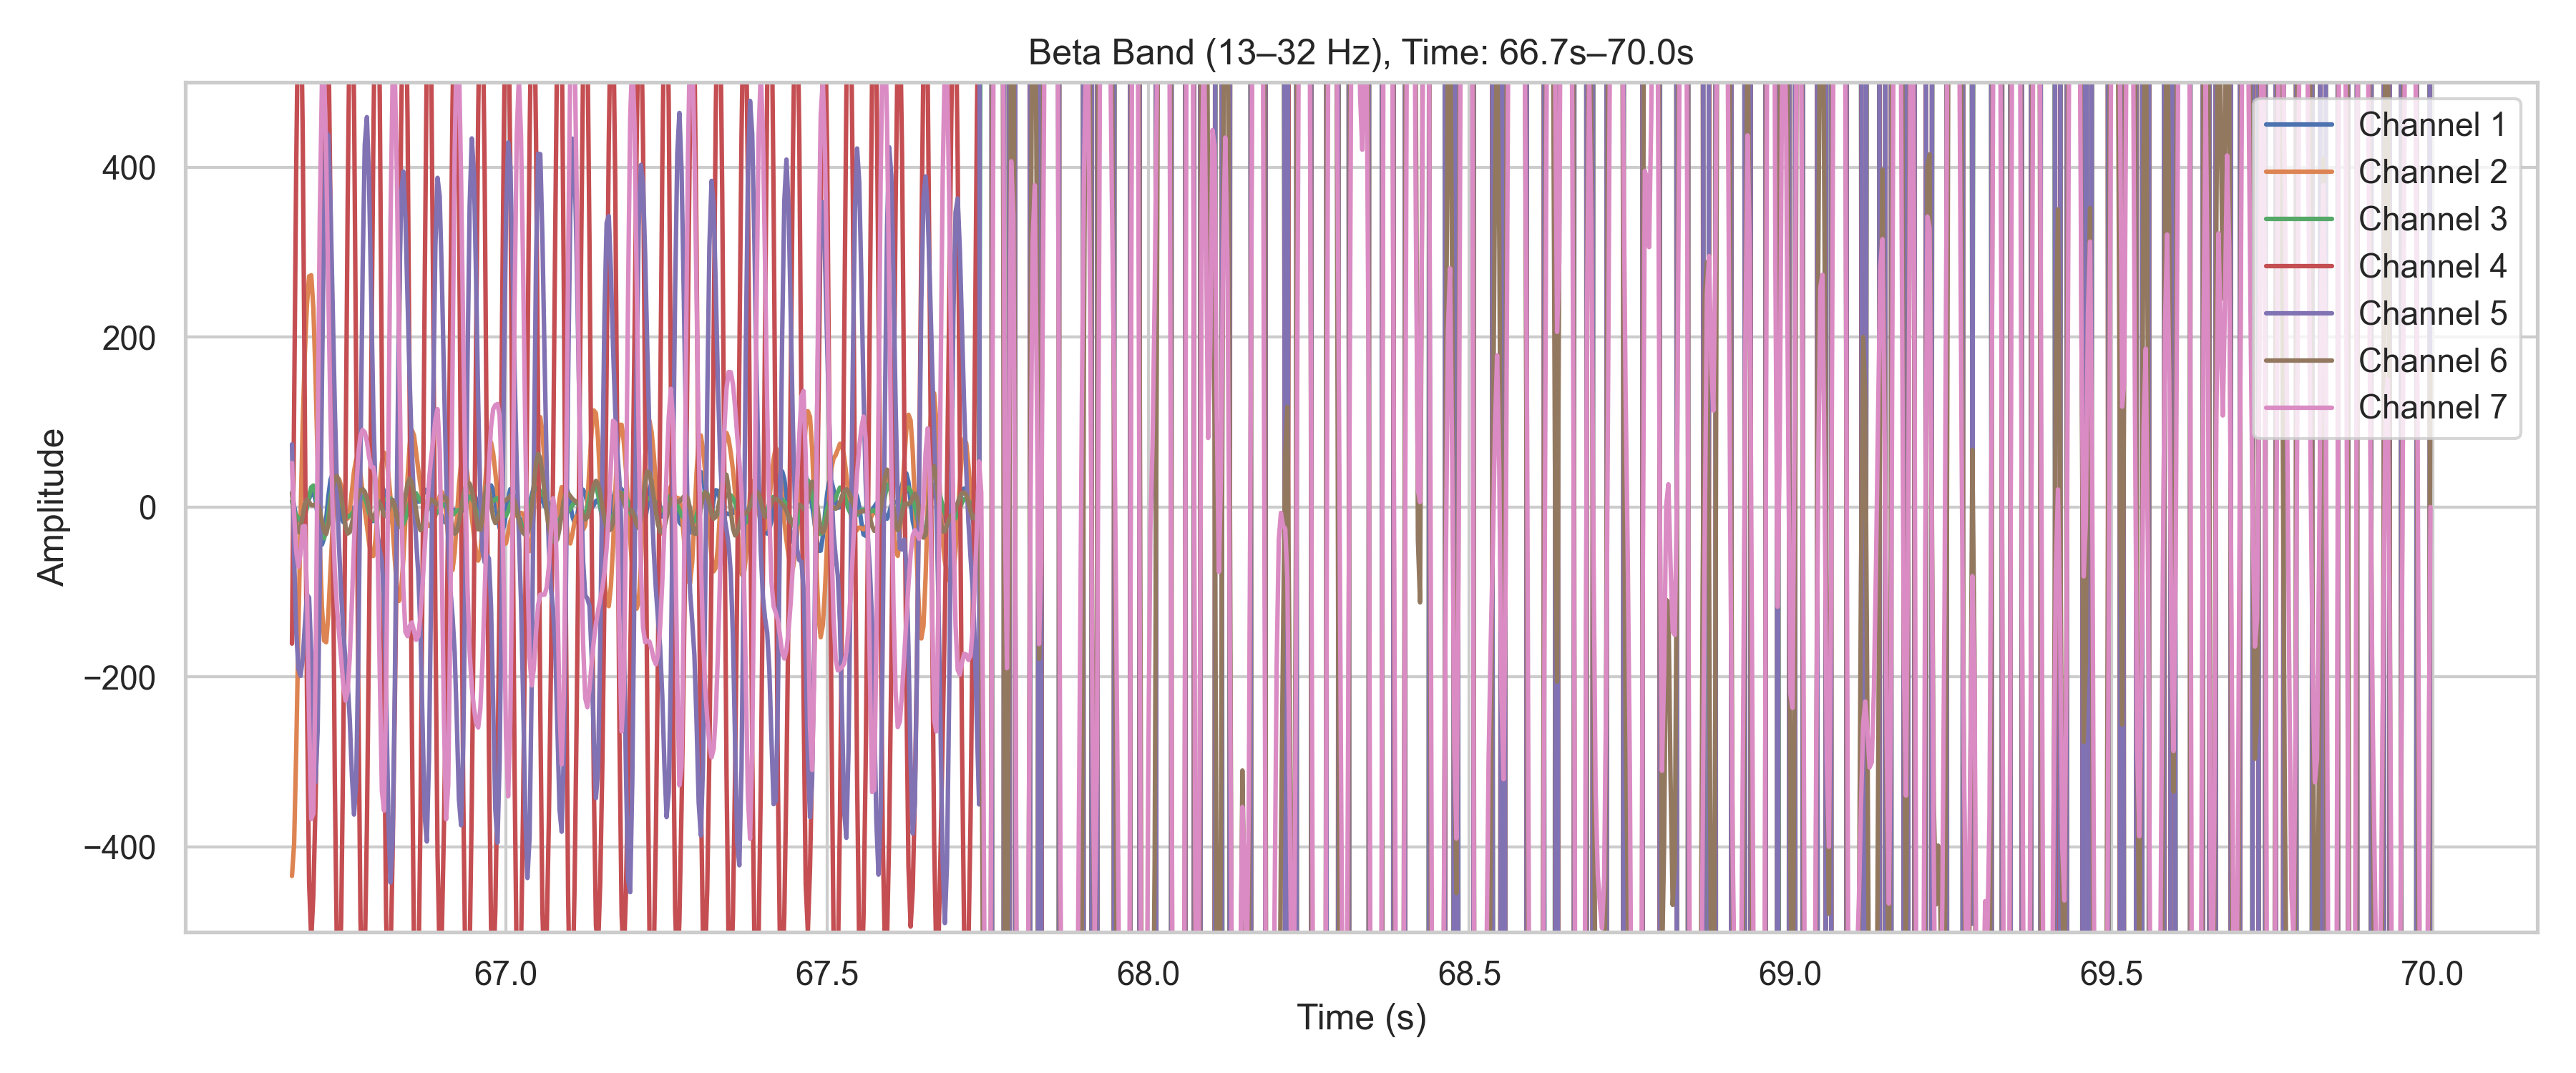 Beta Band (13–32 Hz), Time: 66.7s–70.0s
Amplitude
400
200
0
−200
−400
67.0
67.5
68.0
68.5
69.0
69.5
70.0
Time (s)
Channel 1
Channel 2
Channel 3
Channel 4
Channel 5
Channel 6
Channel 7